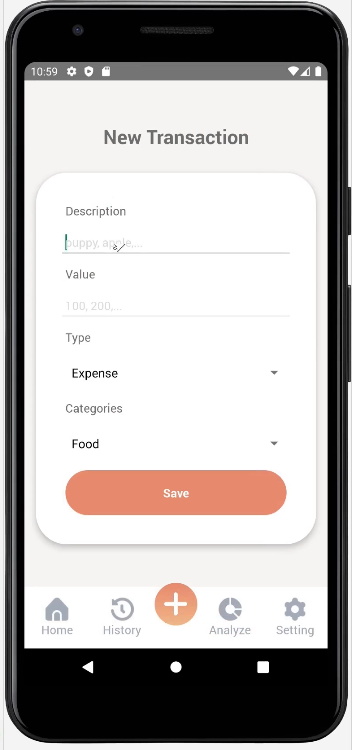 10:59
New Transaction
Description
puppy, apple,...
Value
100, 200,...
Type
Expense
Categories
Food
Save
Home History Analyze Setting